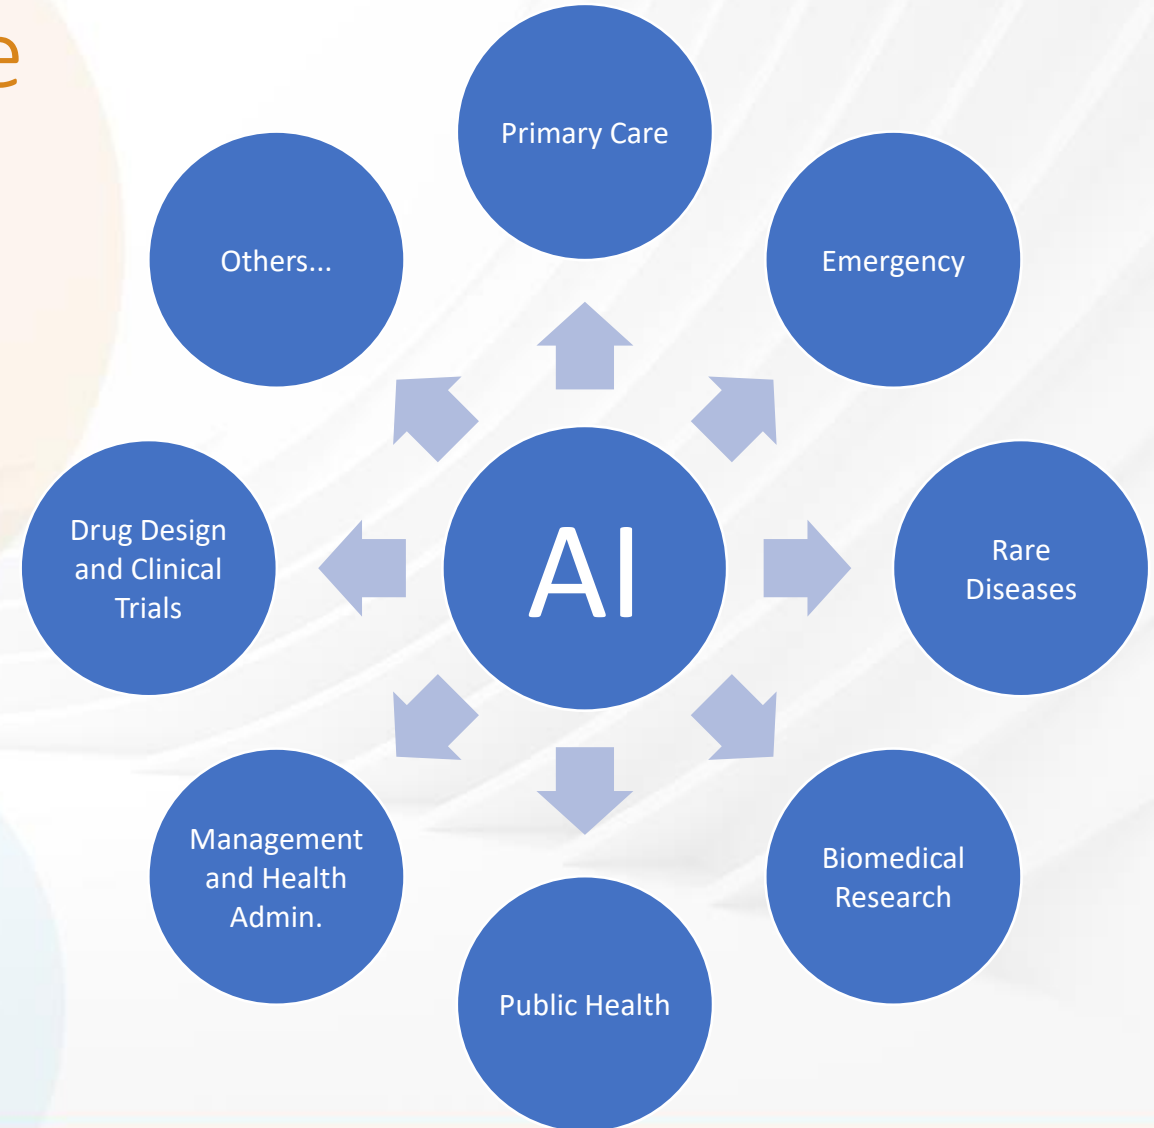 e
Primary Care
Emergency
Rare
Diseases
Biomedical
Research
Public Health
Management
and Health
Admin.
Drug Design
and Clinical
Trials
Others...
AI